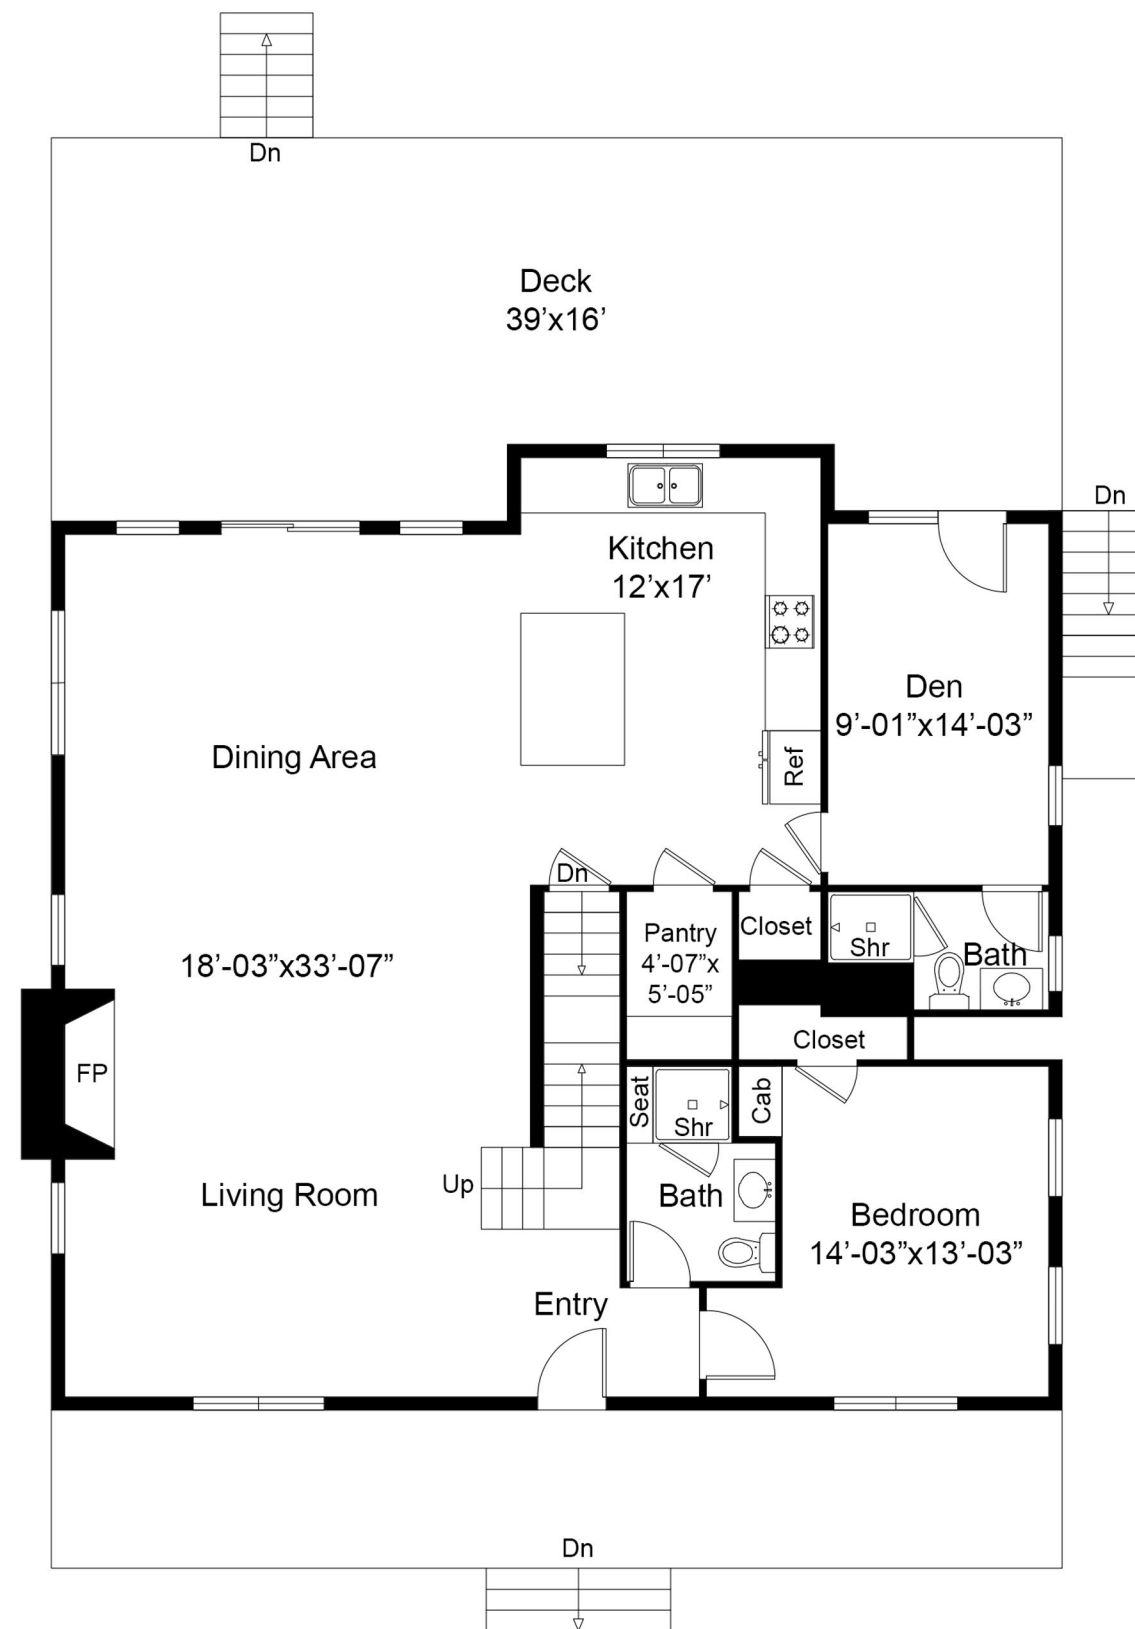 Dn
Deck
39’x16’
Dn
Kitchen
12’x17’
Den
9’-01”x14’-03”
Dining Area
Ref
Dn
Closet
Pantry
4’-07”x
5’-05”
Shr
Bath
18’-03”x33’-07”
Closet
FP
Seat
Shr
Cab
Up
Living Room
Bath
Bedroom
14’-03”x13’-03”
Entry
Dn